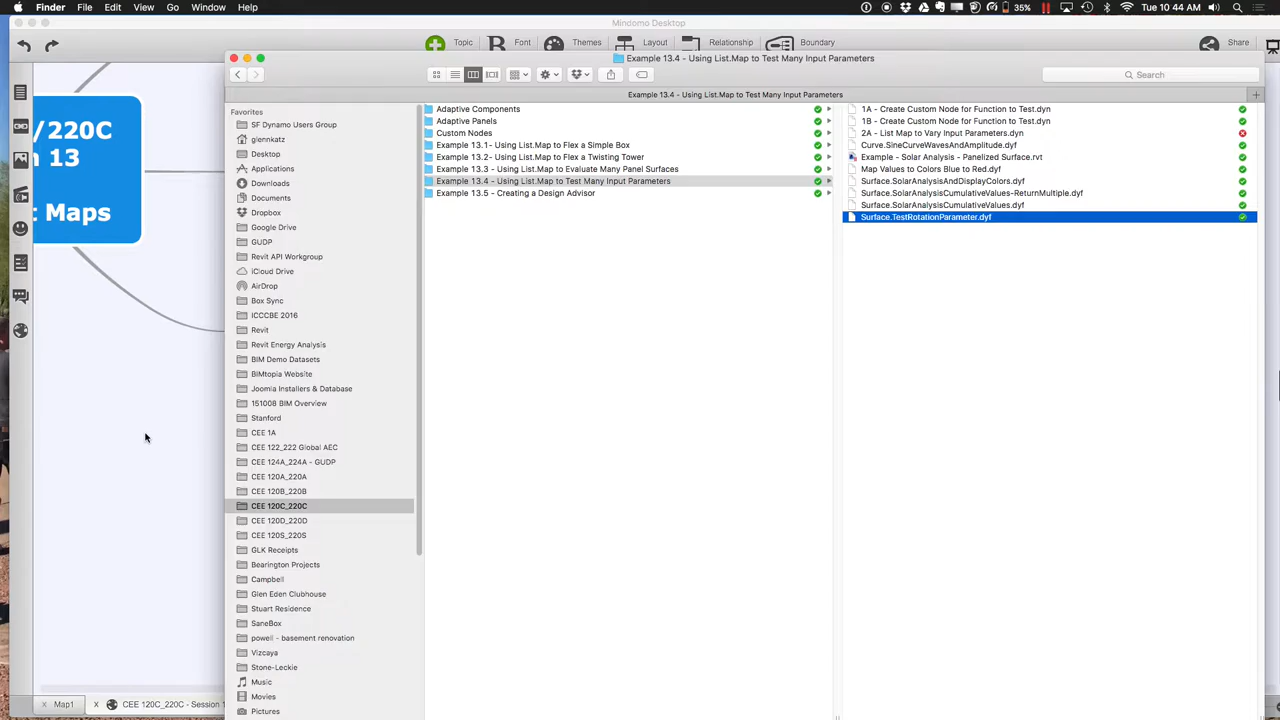 Finder File Edit View Go Window Help
35% Tue 10:44 AM
Mindomo Desktop
Topic Font Themes Layout Relationship Boundary Share
Example 13.4 - Using List.Map to Test Many Input Parameters
Search
Example 13.4 - Using List.Map to Test Many Input Parameters
/220C
13
Maps
Favorites
SF Dynamo Users Group
glennkatz
Desktop
Applications
Downloads
Documents
Dropbox
Google Drive
GUDP
Revit API Workgroup
iCloud Drive
AirDrop
Box Sync
ICCCBE 2016
Revit
Revit Energy Analysis
BIM Demo Datasets
BIMtopia Website
Joomla Installers & Database
151008 BIM Overview
Stanford
CEE 1A
CEE 122_222 Global AEC
CEE 124A_224A - GUDP
CEE 120A_220A
CEE 120B_220B
CEE 120C_220C
CEE 120D_220D
CEE 120S_220S
GLK Receipts
Bearington Projects
Campbell
Glen Eden Clubhouse
Stuart Residence
SaneBox
powell - basement renovation
Vizcaya
Stone-Leckie
Music
Movies
Pictures
Adaptive Components
Adaptive Panels
Custom Nodes
Example 13.1- Using List.Map to Flex a Simple Box
Example 13.2- Using List.Map to Flex a Twisting Tower
Example 13.3 - Using List.Map to Evaluate Many Panel Surfaces
Example 13.4 - Using List.Map to Test Many Input Parameters
Example 13.5 - Creating a Design Advisor
1A - Create Custom Node for Function to Test.dyn
1B - Create Custom Node for Function to Test.dyn
2A - List Map to Vary Input Parameters.dyn
Curve.SineCurveWavesAndAmplitude.dyf
Example - Solar Analysis - Panelized Surface.rvt
Map Values to Colors Blue to Red.dyf
Surface.SolarAnalysisAndDisplayColors.dyf
Surface.SolarAnalysisCumulativeValues-ReturnMultiple.dyf
Surface.SolarAnalysisCumulativeValues.dyf
Surface.TestRotationParameter.dyf
Map1
CEE 120C_220C - Session